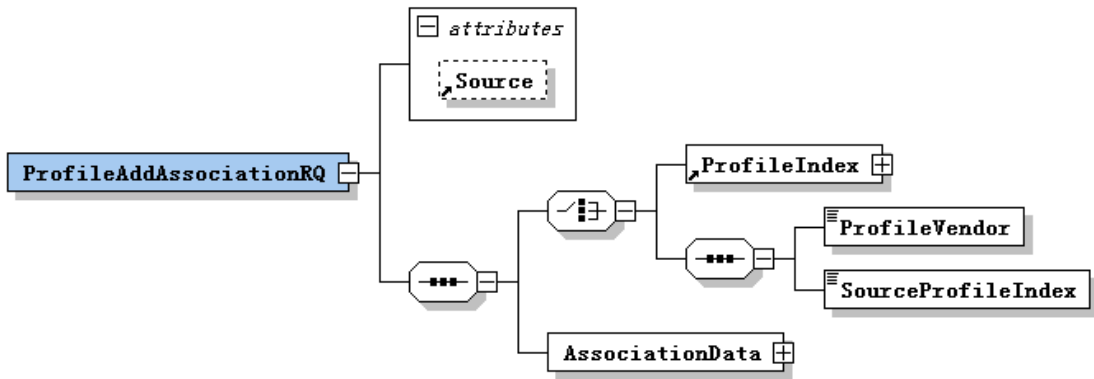 attributes
Source
ProfileAddAssociationRQ
ProfileIndex
ProfileVendor
SourceProfileIndex
AssociationData